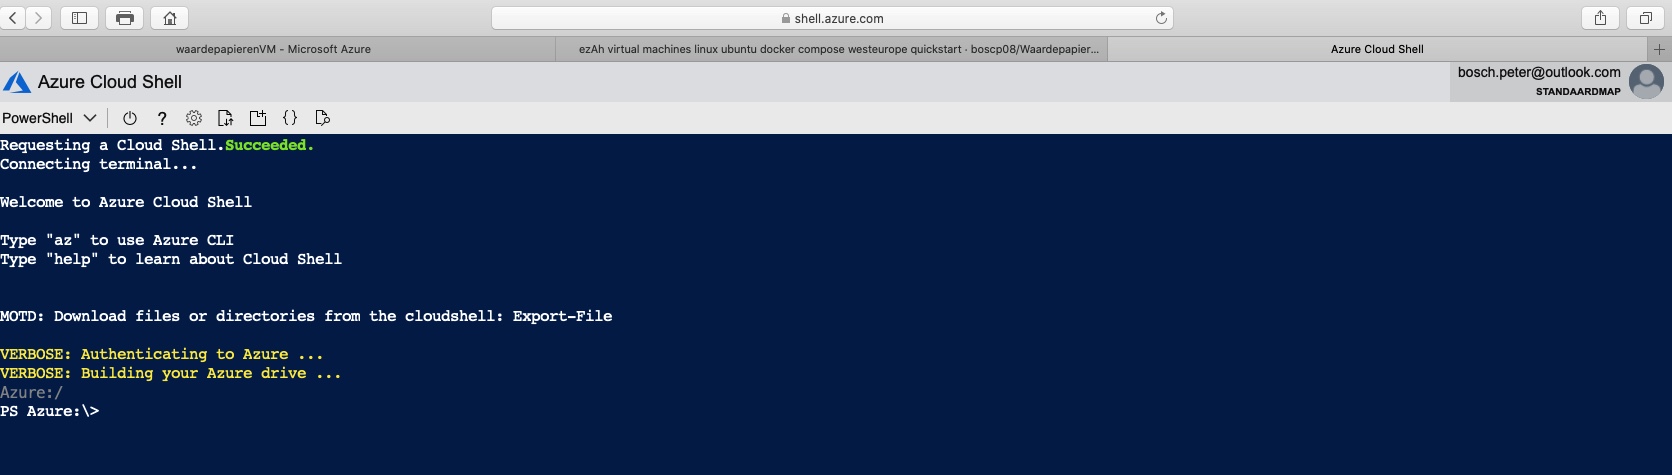 shell.azure.com
waardepapierenVM - Microsoft Azure
ezAh virtual machines linux ubuntu docker compose westeurope quickstart · boscp08/Waardepapier...
Azure Cloud Shell
Azure Cloud Shell
bosch.peter@outlook.com
STANDAARDMAP
PowerShell
?
{}
Requesting a Cloud Shell.Succeeded.
Connecting terminal...
Welcome to Azure Cloud Shell
Type "az" to use Azure CLI
Type "help" to learn about Cloud Shell
MOTD: Download files or directories from the cloudshell: Export-File
VERBOSE: Authenticating to Azure ...
VERBOSE: Building your Azure drive ...
Azure:/
PS Azure:\>